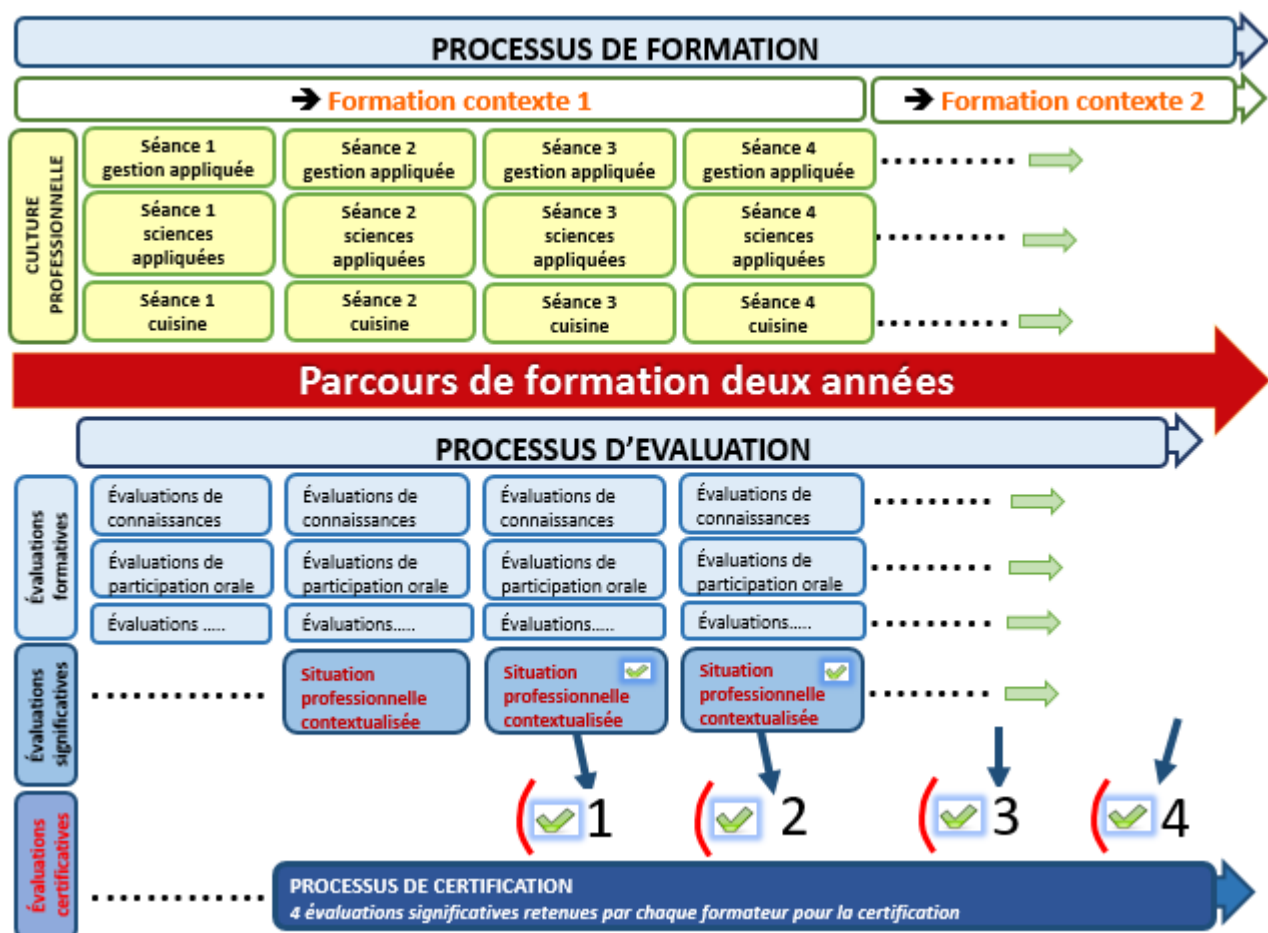 PROCESSUS DE FORMATION
➔ Formation contexte 1
➔ Formation contexte 2
CULTURE
PROFESSIONNELLE
Séance 1
gestion appliquée
Séance 2
gestion appliquée
Séance 3
gestion appliquée
Séance 4
gestion appliquée
Séance 1
sciences
appliquées
Séance 2
sciences
appliquées
Séance 3
sciences
appliquées
Séance 4
sciences
appliquées
Séance 1
cuisine
Séance 2
cuisine
Séance 3
cuisine
Séance 4
cuisine
Parcours de formation deux années
PROCESSUS D’EVALUATION
Évaluations
formatives
Évaluations de
connaissances
Évaluations de
connaissances
Évaluations de
connaissances
Évaluations de
connaissances
Évaluations de
participation orale
Évaluations de
participation orale
Évaluations de
participation orale
Évaluations de
participation orale
Évaluations .....
Évaluations.....
Évaluations.....
Évaluations.....
Évaluations
significatives
Situation
professionnelle
contextualisée
Situation
professionnelle
contextualisée
Situation
professionnelle
contextualisée
Évaluations
certificatives
1
2
3
4
PROCESSUS DE CERTIFICATION
4 évaluations significatives retenues par chaque formateur pour la certification